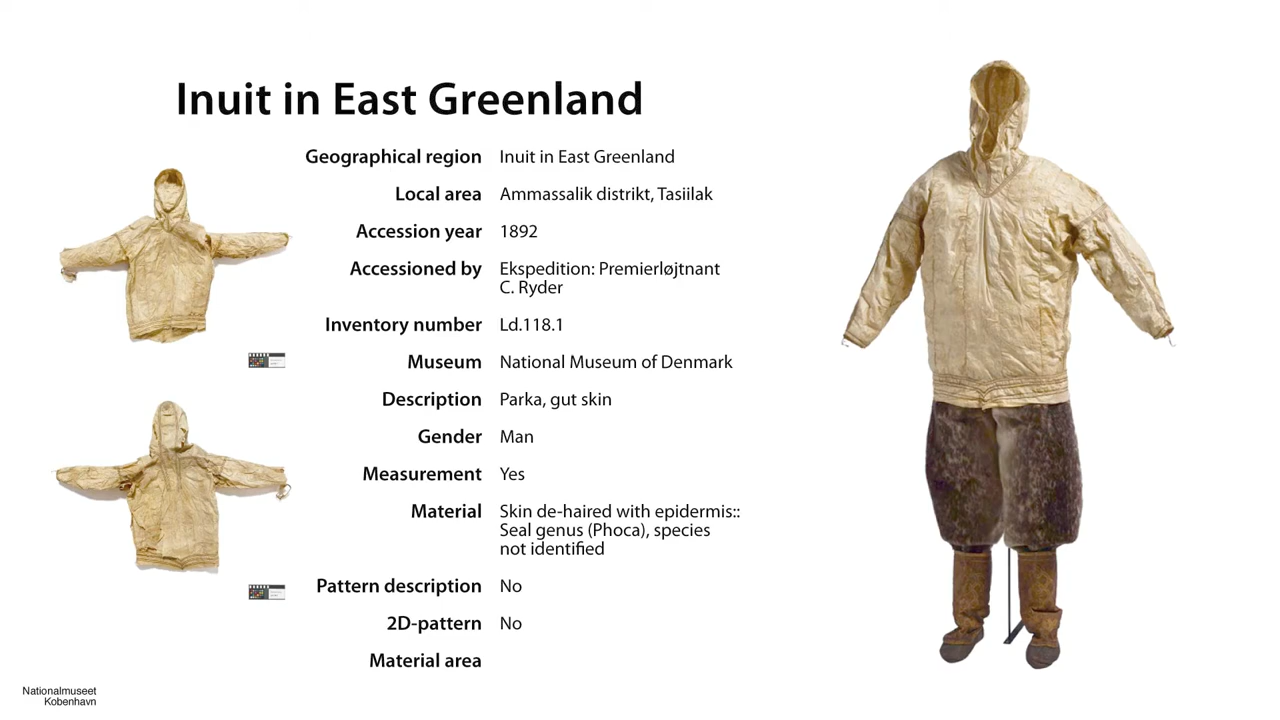 Inuit in East Greenland
Geographical region Inuit in East Greenland
Local area Ammassalik distrikt, Tasiilak
Accession year 1892
Accessioned by Ekspedition: Premierløjtnant
C. Ryder
Inventory number Ld.118.1
Museum National Museum of Denmark
Description Parka, gut skin
Gender Man
Measurement Yes
Material Skin de-haired with epidermis::
Seal genus (Phoca), species
not identified
Pattern description No
2D-pattern No
Material area
Nationalmuseet
Kobenhavn